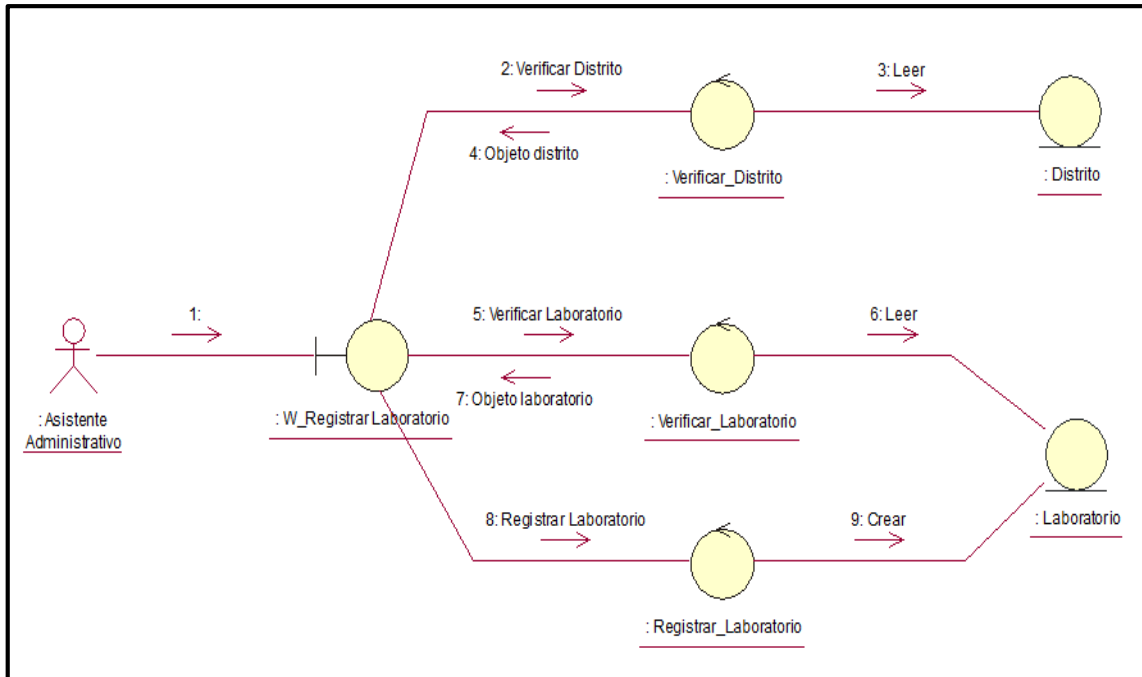 2: Verificar Distrito
3: Leer
4: Objeto distrito
: Verificar_Distrito
: Distrito
1:
5: Verificar Laboratorio
6: Leer
7: Objeto laboratorio
: Asistente
Administrativo
: W_Registrar Laboratorio
: Verificar_Laboratorio
8: Registrar Laboratorio
9: Crear
: Laboratorio
: Registrar_Laboratorio